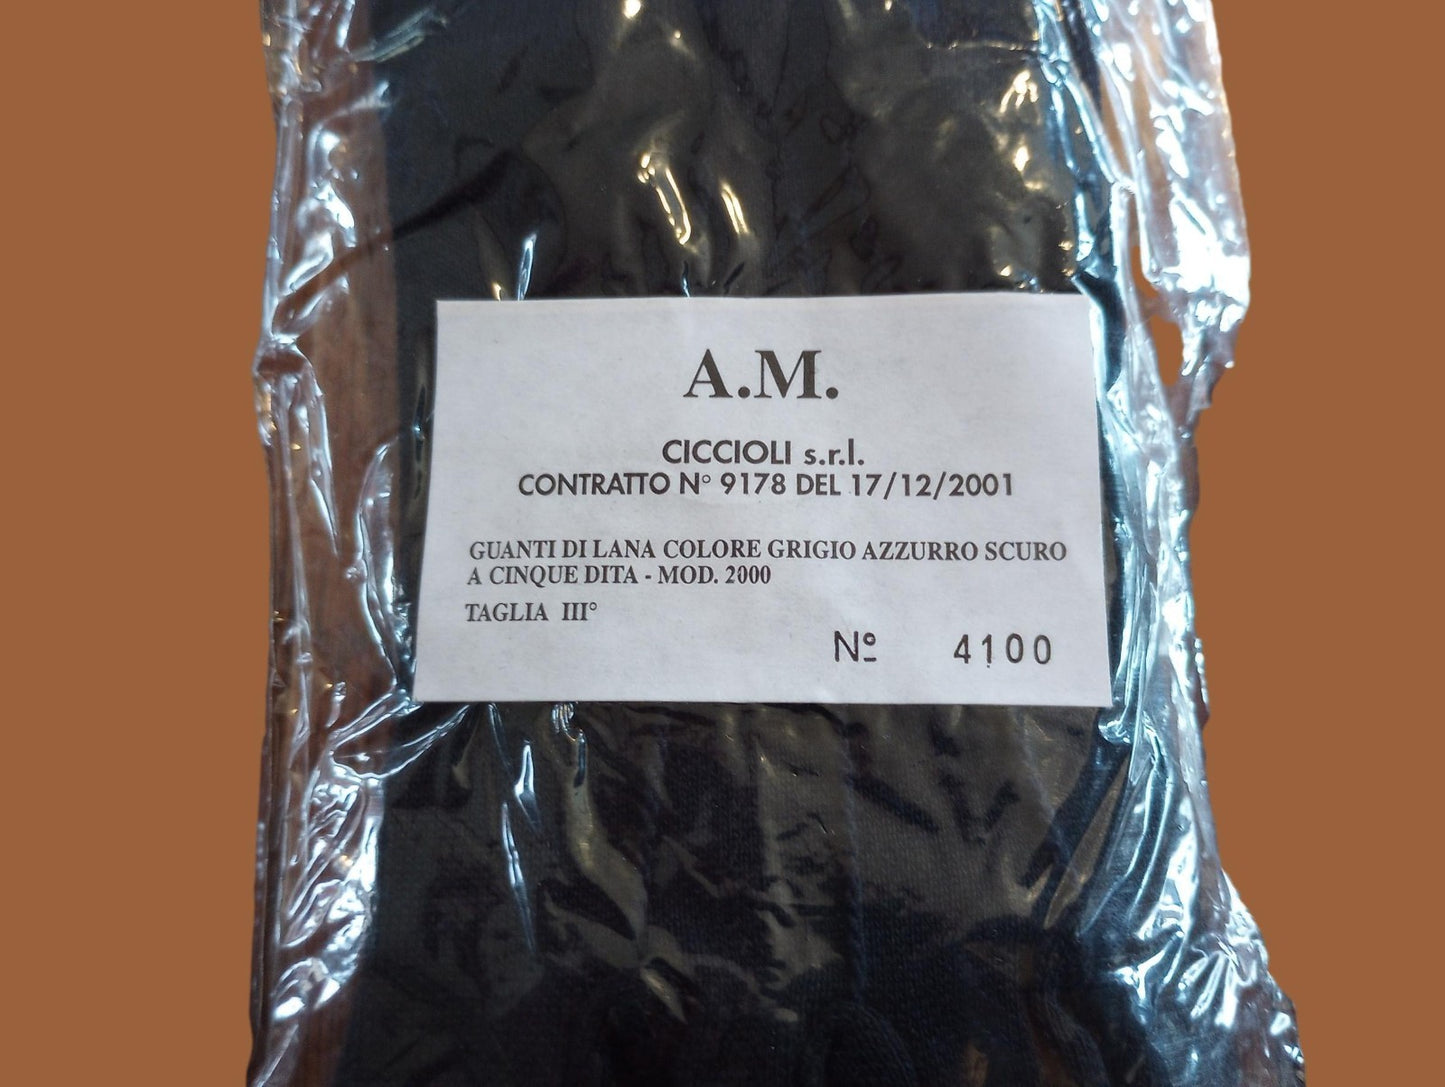 A.M.
CICCIOLI s.r.l.
CONTRATTO N° 9178 DEL 17/12/2001
GUANTI DI LANA COLORE GRIGIO AZZURRO SCURO
A CINQUE DITA - MOD. 2000
TAGLIA III°
Nº 4100